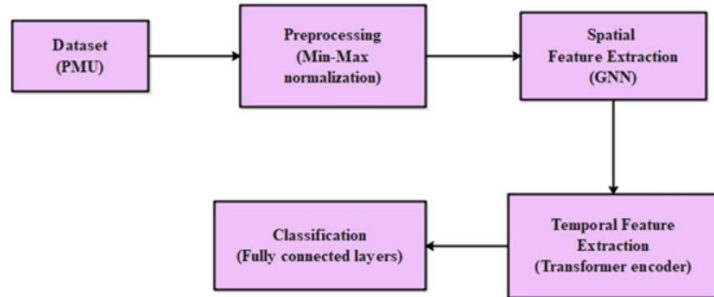 Dataset
(PMU)
Preprocessing
(Min-Max
normalization)
Spatial
Feature Extraction
(GNN)
Temporal Feature
Extraction
(Transformer encoder)
Classification
(Fully connected layers)